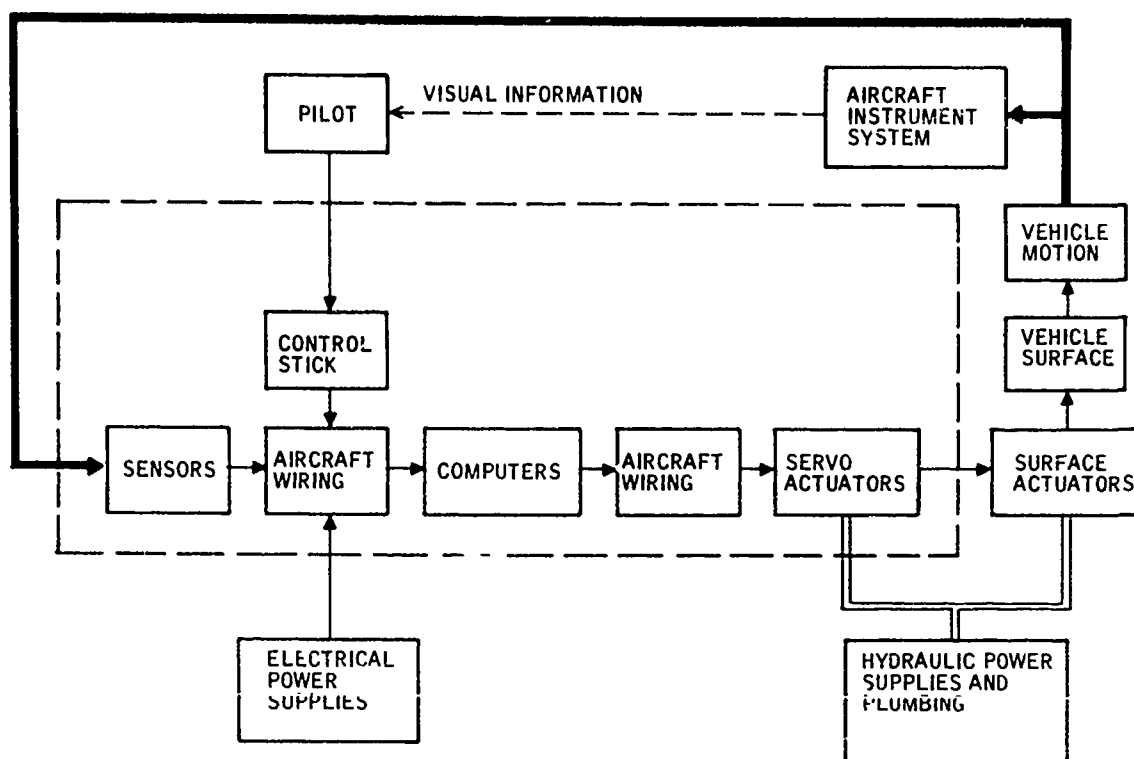 PILOT
VISUAL INFORMATION
AIRCRAFT
INSTRUMENT
SYSTEM
VEHICLE
MOTION
CONTROL
STICK
VEHICLE
SURFACE
SENSORS
AIRCRAFT
WIRING
COMPUTERS
AIRCRAFT
WIRING
SERVO
ACTUATORS
SURFACE
ACTUATORS
ELECTRICAL
POWER
SUPPLIES
HYDRAULIC POWER
SUPPLIES AND
PLUMBING